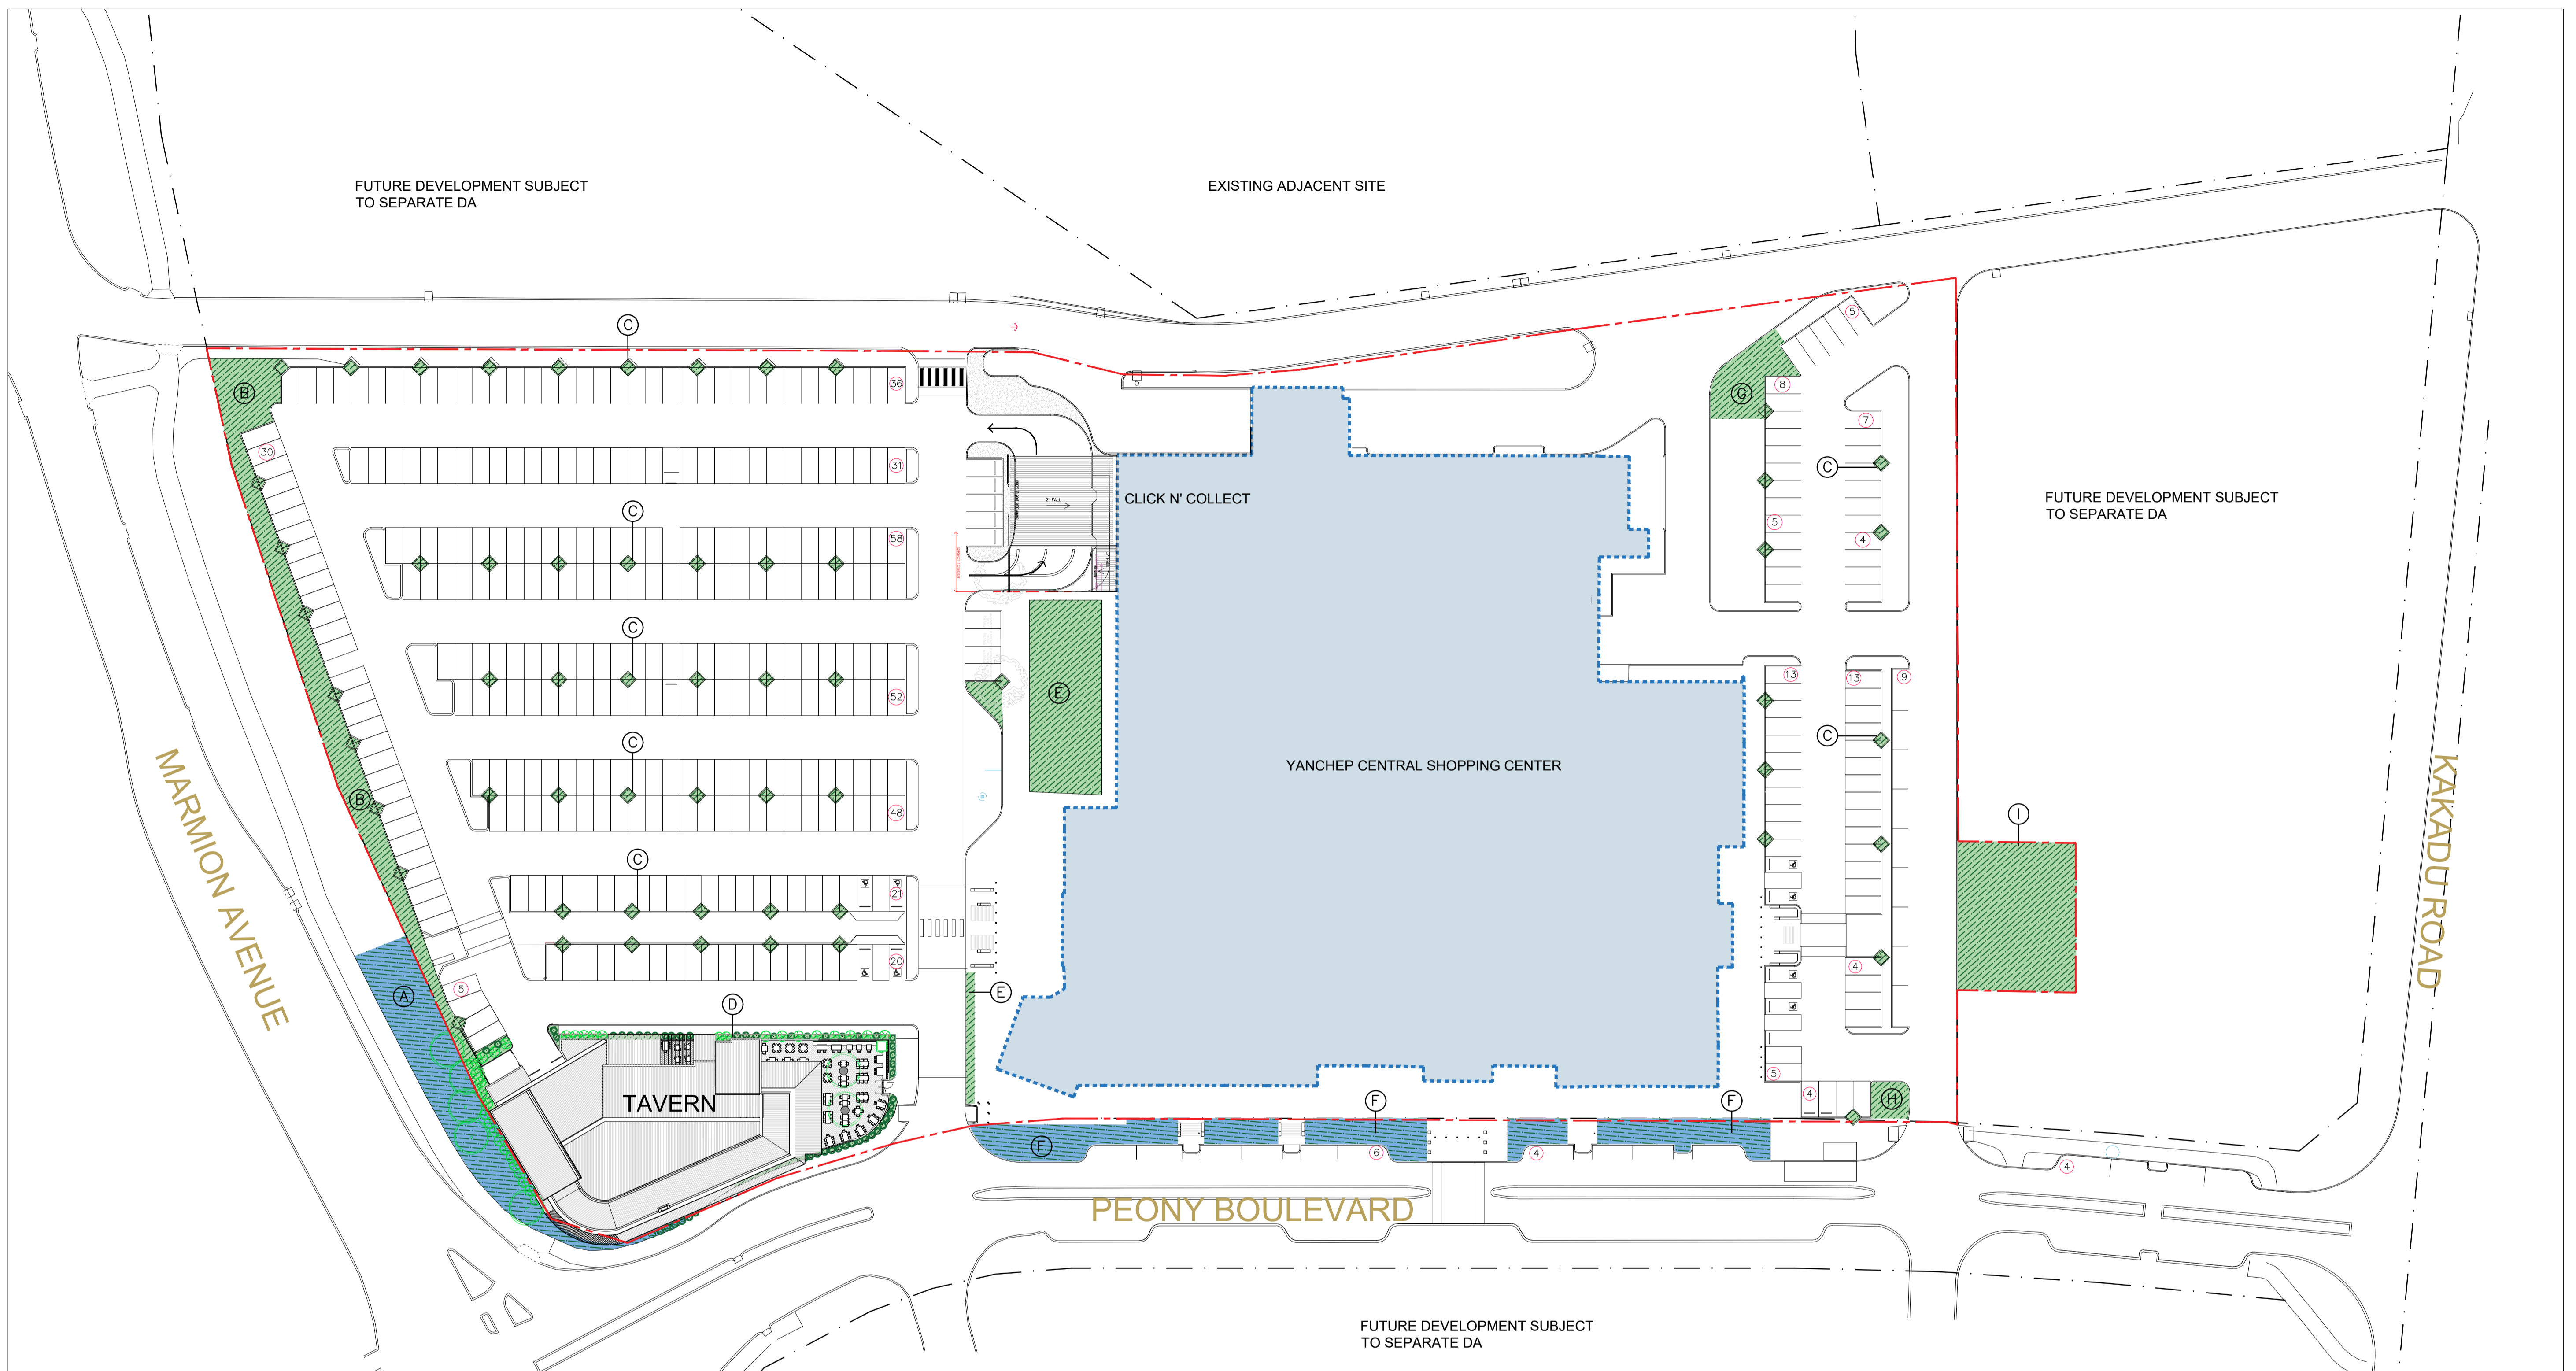 FUTURE DEVELOPMENT SUBJECT
TO SEPARATE DA
EXISTING ADJACENT SITE
C
5
36
B
8
G
7
30
31
C
CLICK N' COLLECT
2° FALL
FUTURE DEVELOPMENT SUBJECT
TO SEPARATE DA
C
58
5
4
C
E
52
13
13
9
C
C
YANCHEP CENTRAL SHOPPING CENTER
B
48
I
MARMION AVENUE
KAKADU ROAD
C
21
20
4
A
5
D
E
5
TAVERN
4
H
F
F
F
6
4
4
PEONY BOULEVARD
FUTURE DEVELOPMENT SUBJECT
TO SEPARATE DA